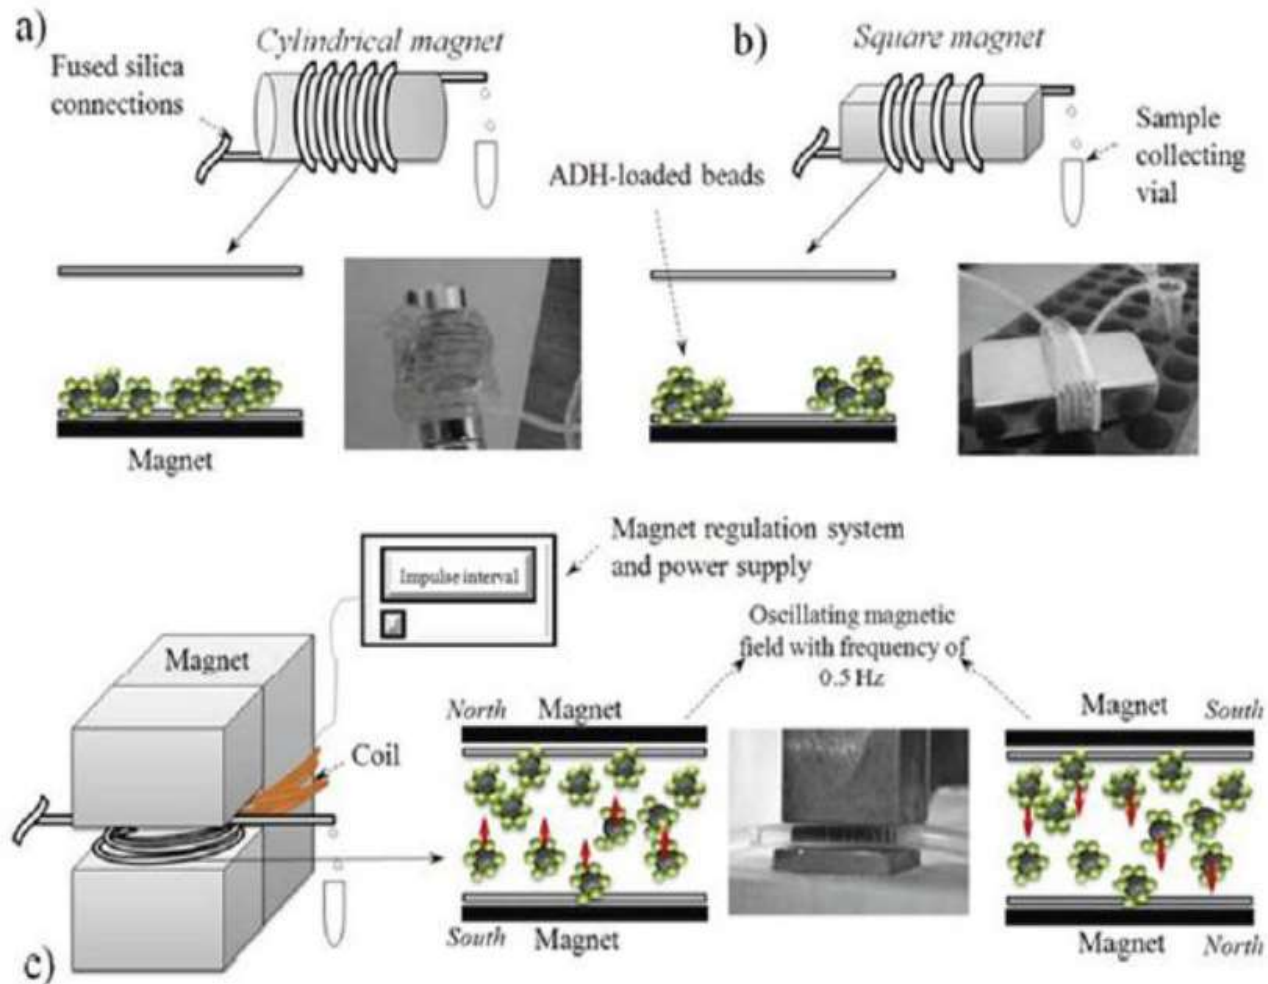 a)
Cylindrical magnet
Fused silica
connections
b)
Square magnet
Sample
collecting
vial
ADH-loaded beads
Magnet
Magnet regulation system
and power supply
Impulse interval
Oscillating magnetic
field with frequency of
0.5 Hz
Magnet
Coil
North Magnet
South Magnet
Magnet South
Magnet North
c)